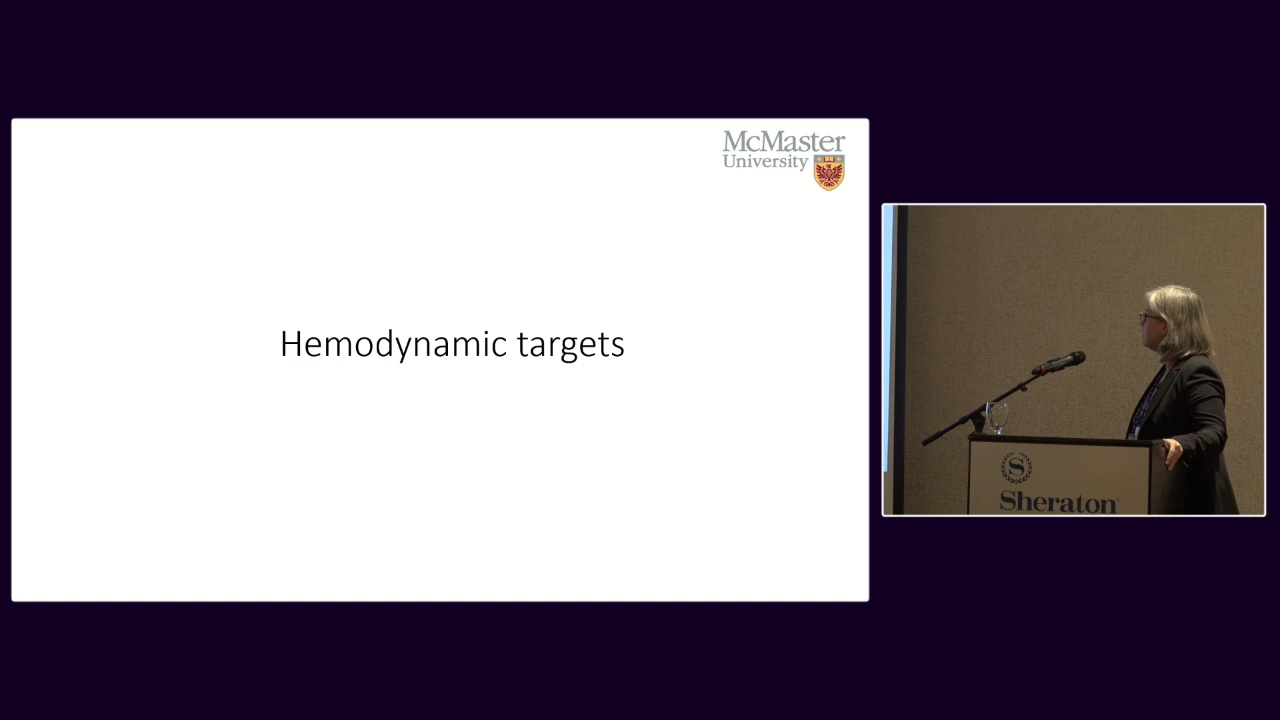 McMaster
University
Hemodynamic targets
S
Sheraton